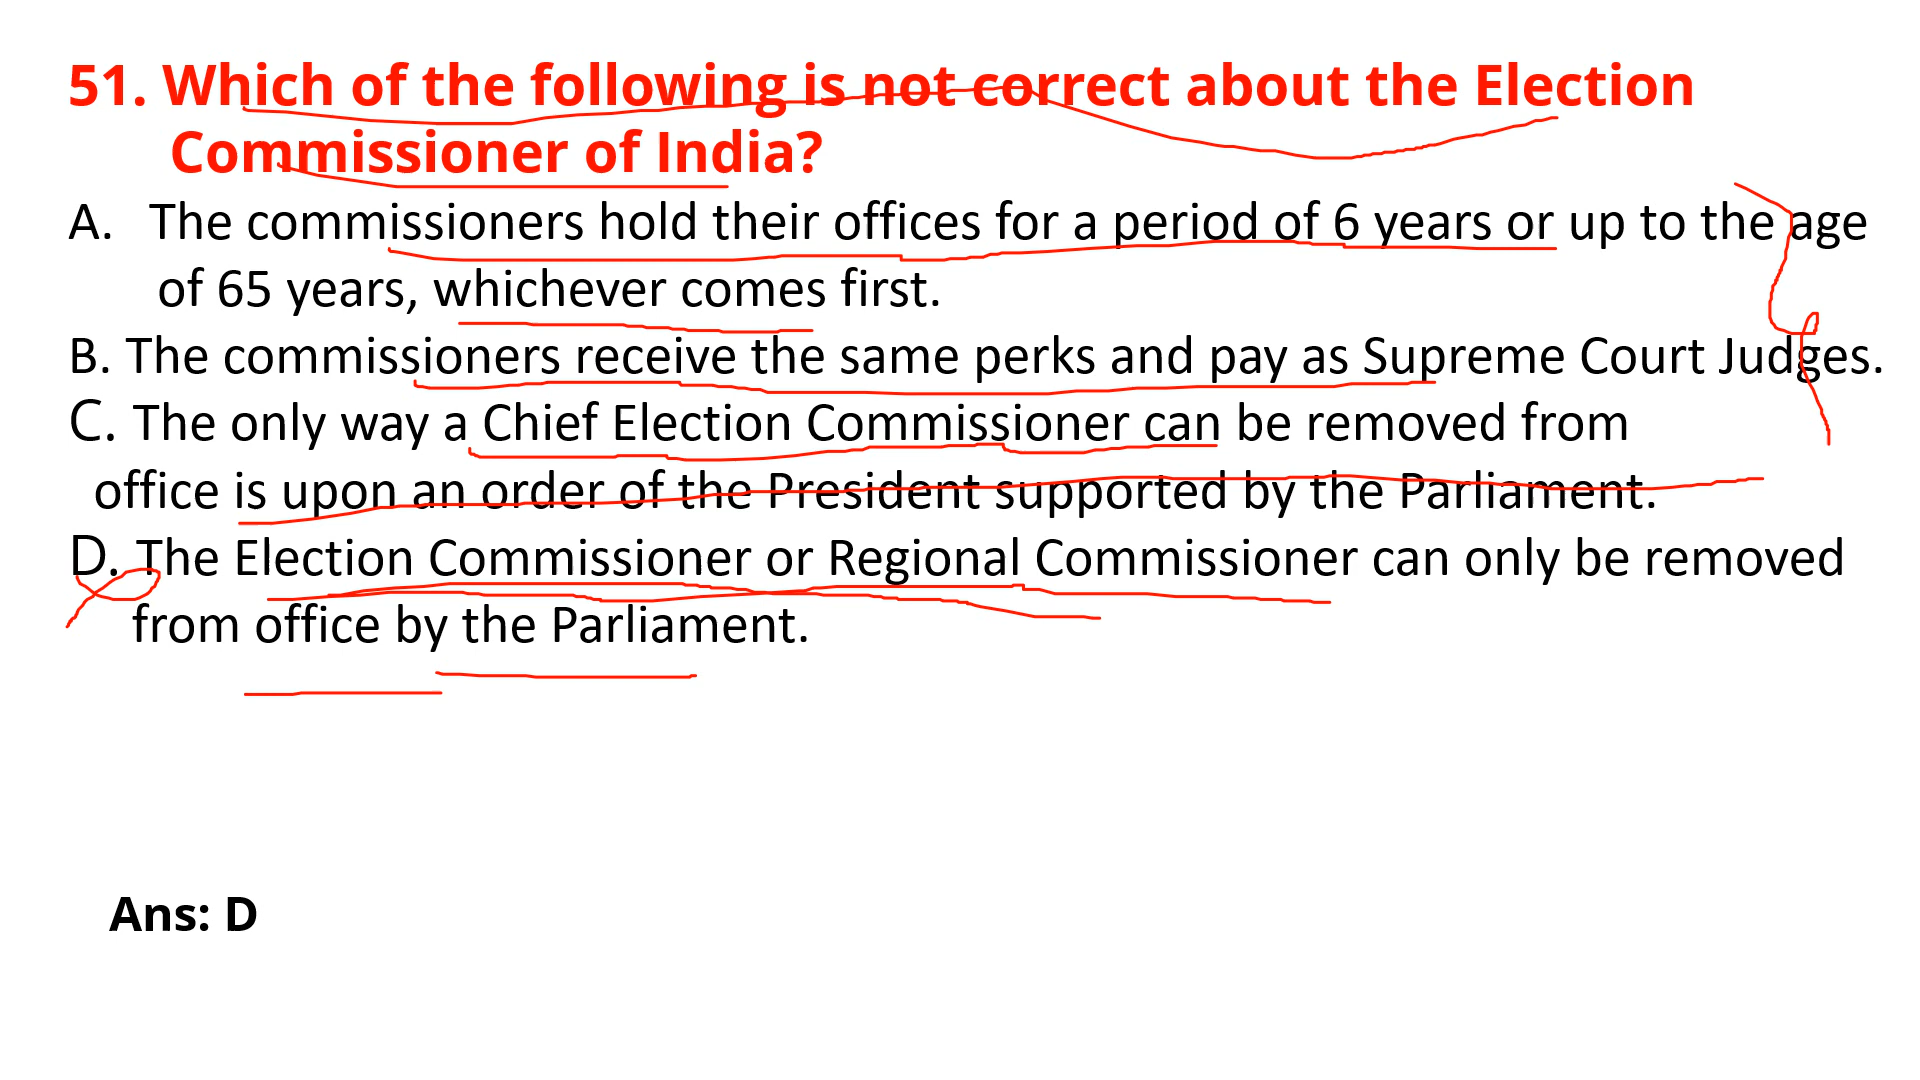 51. Which of the following is not correct about the Election
Commissioner of India?
A. The commissioners hold their offices for a period of 6 years or up to the age
of 65 years, whichever comes first.
B. The commissioners receive the same perks and pay as Supreme Court Judges.
C. The only way a Chief Election Commissioner can be removed from
office is upon an order of the President supported by the Parliament.
D. The Election Commissioner or Regional Commissioner can only be removed
from office by the Parliament.
Ans: D